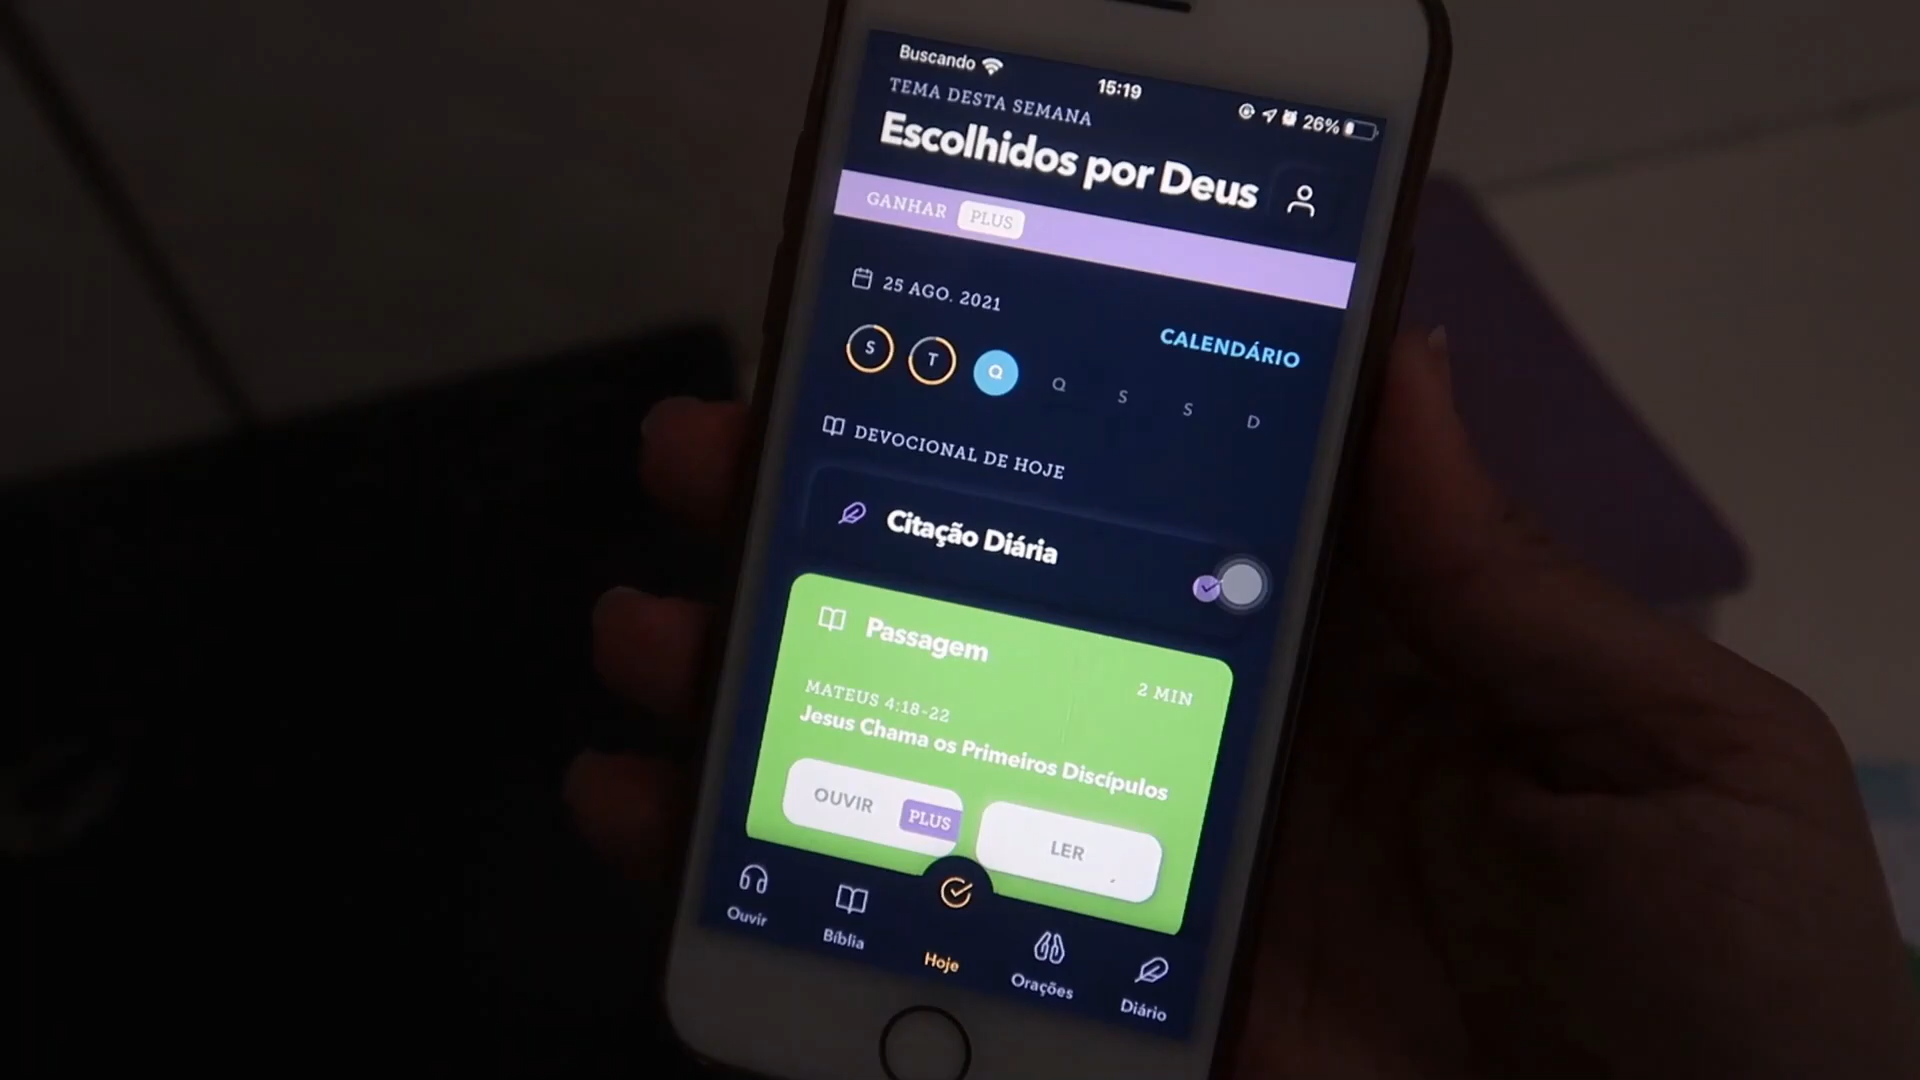 Buscando
15:19
26%
TEMA DESTA SEMANA
Escolhidos por Deus
GANHAR PLUS
25 AGO. 2021
CALENDÁRIO
S T Q Q S S D
DEVOCIONAL DE HOJE
Citação Diária
Passagem
2 MIN
MATEUS 4:18-22
Jesus Chama os Primeiros Discípulos
OUVIR PLUS
LER
Ouvir
Bíblia
Hoje
Orações
Diário